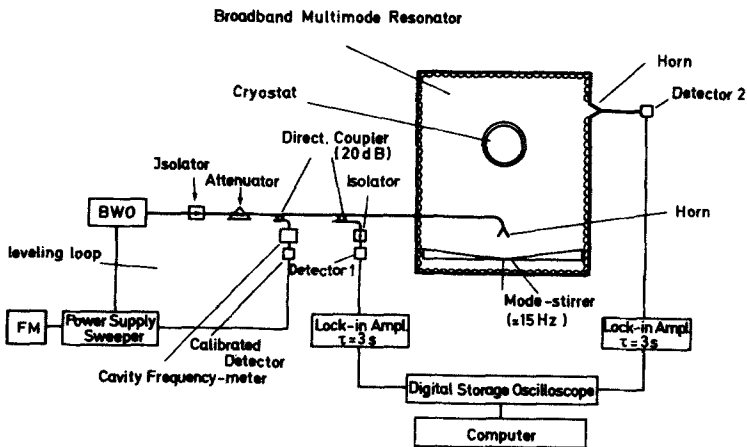 Broadband Multimode Resonator
Horn
Cryostat
Detector 2
Direct. Coupler
(20 dB)
Jsolator
Attenuator
Isolator
BWO
Horn
leveling loop
Detector 1
Mode-stirrer
(≈15 Hz)
FM
Power Supply
Sweeper
Calibrated
Detector
Cavity Frequency-meter
Lock-in Ampl.
τ = 3s
Lock-in Ampl.
τ = 3s
Digital Storage Oscilloscope
Computer